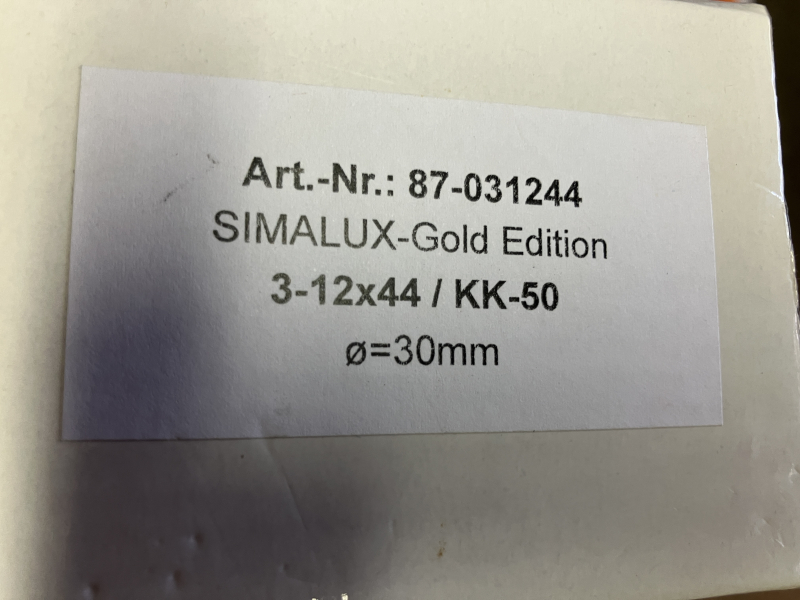 Art.-Nr.: 87-031244
SIMALUX-Gold Edition
3-12x44 / KK-50
ø=30mm